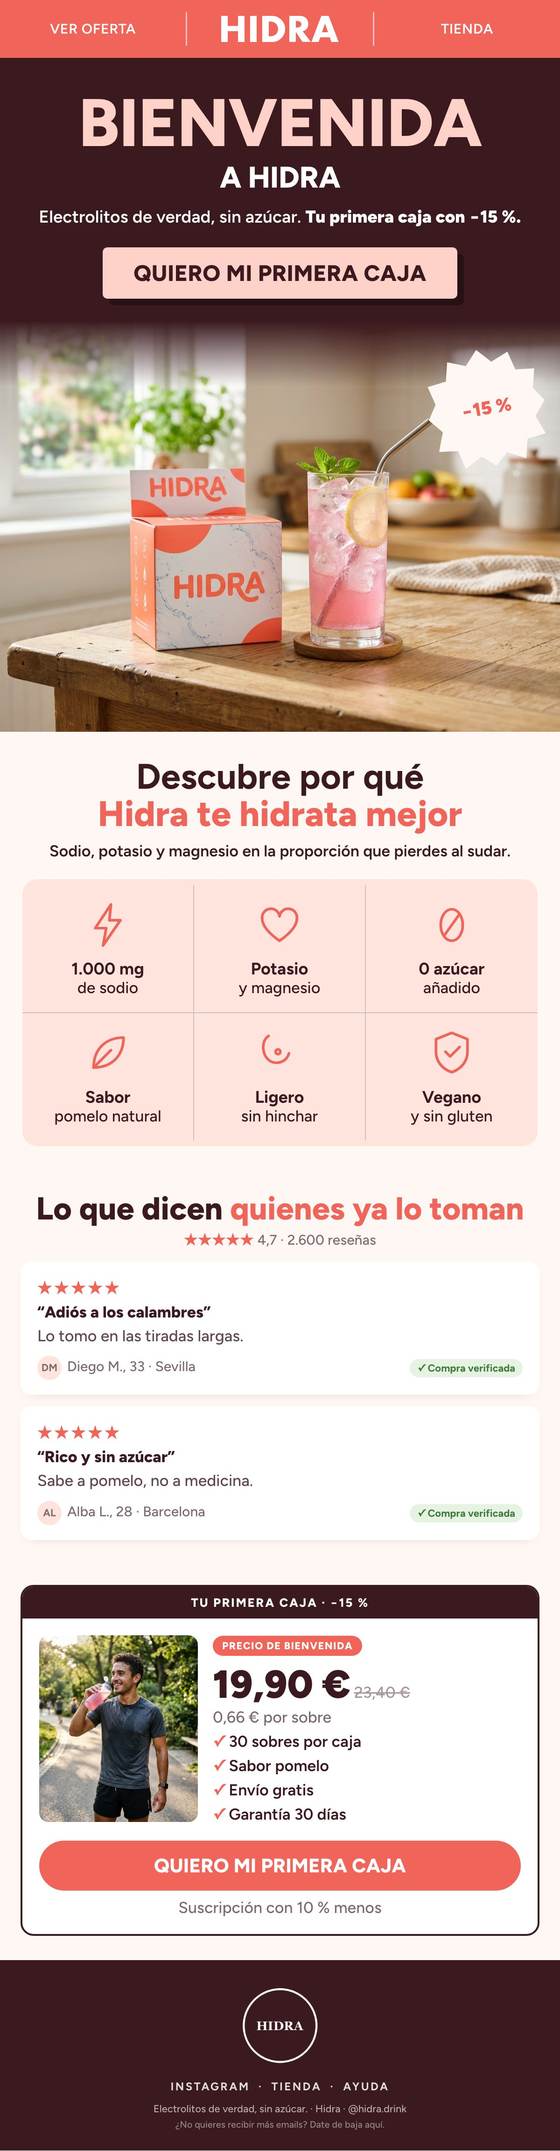 VER OFERTA
HIDRA
TIENDA
BIENVENIDA
A HIDRA
Electrolitos de verdad, sin azúcar. Tu primera caja con −15 %.
QUIERO MI PRIMERA CAJA
−15 %
HIDRA
HIDRA
Descubre por qué
Hidra te hidrata mejor
Sodio, potasio y magnesio en la proporción que pierdes al sudar.
1.000 mg
de sodio
Potasio
y magnesio
0 azúcar
añadido
Sabor
pomelo natural
Ligero
sin hinchar
Vegano
y sin gluten
Lo que dicen quienes ya lo toman
★★★★★ 4,7 · 2.600 reseñas
★★★★★
“Adiós a los calambres”
Lo tomo en las tiradas largas.
DM Diego M., 33 · Sevilla
✓ Compra verificada
★★★★★
“Rico y sin azúcar”
Sabe a pomelo, no a medicina.
AL Alba L., 28 · Barcelona
✓ Compra verificada
TU PRIMERA CAJA · −15 %
PRECIO DE BIENVENIDA
19,90 € 23,40 €
0,66 € por sobre
✓ 30 sobres por caja
✓ Sabor pomelo
✓ Envío gratis
✓ Garantía 30 días
QUIERO MI PRIMERA CAJA
Suscripción con 10 % menos
HIDRA
INSTAGRAM · TIENDA · AYUDA
Electrolitos de verdad, sin azúcar. · Hidra · @hidra.drink
¿No quieres recibir más emails? Date de baja aquí.